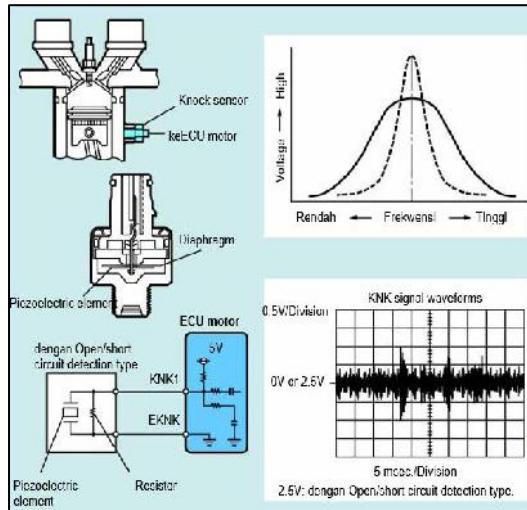 Knock sensor
keECU motor
Diaphragm
Piezoelectric element
dengan Open/short
circuit detection type
ECU motor
5V
KNK1
EKNK
Piezoelectric
element
Resister
Voltage
High
Rendah
Frekwensi
Tinggi
KNK signal waveforms
0.5V/Division
0V or 2.5V
5 msec./Division
2.5V: dengan Open/short circuit detection type.